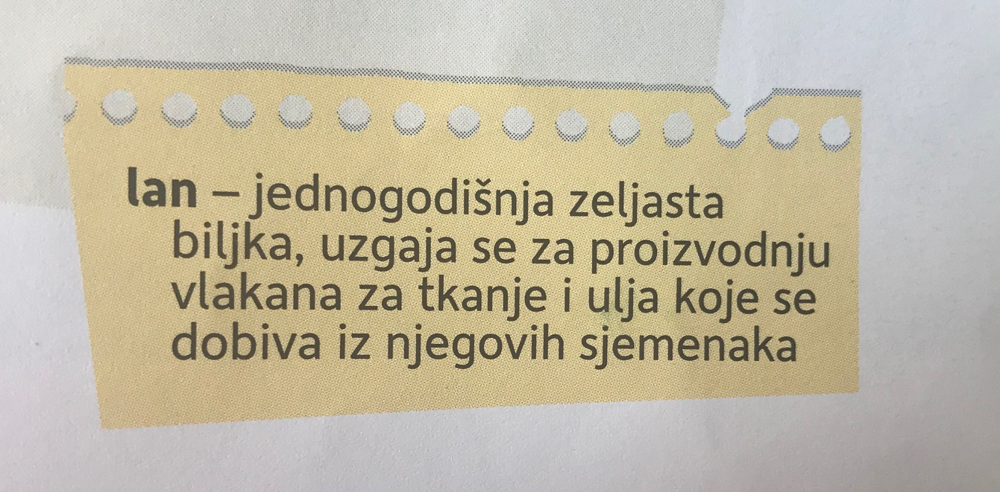 lan – jednogodišnja zeljasta
biljka, uzgaja se za proizvodnju
vlakana za tkanje i ulja koje se
dobiva iz njegovih sjemenaka